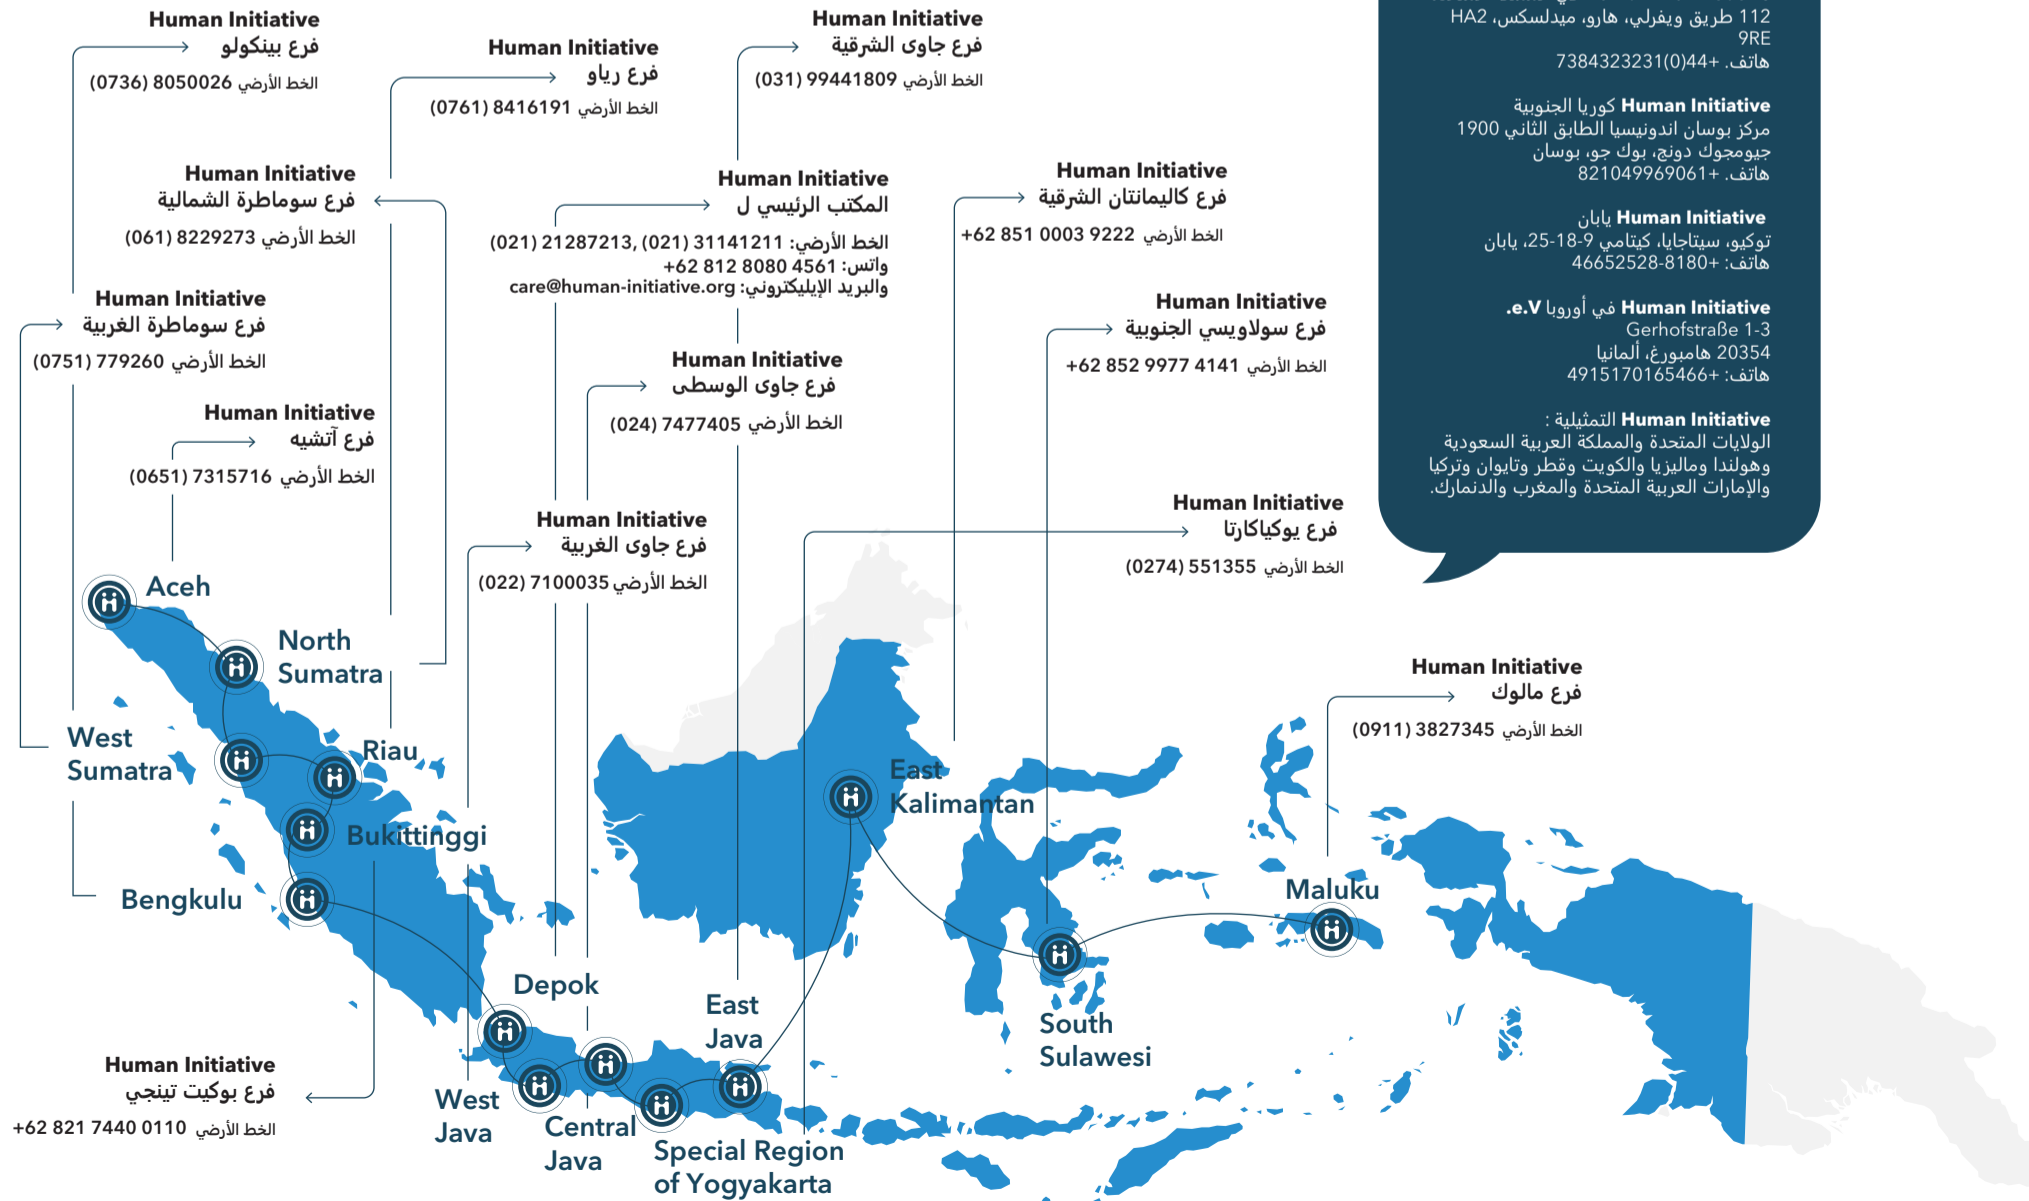 Human Initiative
فرع بينكولو
الخط الأرضي (0736) 8050026
Human Initiative
فرع رياو
الخط الأرضي (0761) 8416191
Human Initiative
فرع جاوى الشرقية
الخط الأرضي (031) 99441809
Human Initiative
فرع سوماطرة الشمالية
الخط الأرضي (061) 8229273
Human Initiative
المكتب الرئيسي ل
الخط الأرضي: (021) 31141211 ,(021) 21287213
واتس: +62 812 8080 4561
والبريد الإيليكتروني: care@human-initiative.org
Human Initiative
فرع كاليمانتان الشرقية
الخط الأرضي +62 851 0003 9222
Human Initiative
فرع سوماطرة الغربية
الخط الأرضي (0751) 779260
Human Initiative
فرع جاوى الوسطى
الخط الأرضي (024) 7477405
Human Initiative
فرع سولاويسي الجنوبية
الخط الأرضي +62 852 9977 4141
Human Initiative
فرع آتشيه
الخط الأرضي (0651) 7315716
Human Initiative
فرع جاوى الغربية
الخط الأرضي (022) 7100035
Human Initiative
فرع يوكياكارتا
الخط الأرضي (0274) 551355
Human Initiative
فرع مالوك
الخط الأرضي (0911) 3827345
Human Initiative
فرع بوكيت تينجي
الخط الأرضي +62 821 7440 0110
112 طريق ويفرلي، هارو، ميدلسكس، HA2
9RE
هاتف. +44(0)7384323231
Human Initiative كوريا الجنوبية
مركز بوسان اندونيسيا الطابق الثاني 1900
جيومجوك دونج، بوك جو، بوسان
هاتف. +821049969061
Human Initiative يابان
توكيو، سيتاجايا، كيتامي 9-18-25، يابان
هاتف: +8180-46652528
Human Initiative في أوروبا e.V.
Gerhofstraße 1-3
20354 هامبورغ، ألمانيا
هاتف: +4915170165466
Human Initiative التمثيلية :
الولايات المتحدة والمملكة العربية السعودية
وهولندا وماليزيا والكويت وقطر وتايوان وتركيا
والإمارات العربية المتحدة والمغرب والدنمارك.
Aceh
North
Sumatra
West
Sumatra
Riau
Bukittinggi
Bengkulu
Depok
West
Java
Central
Java
Special Region
of Yogyakarta
East
Java
East
Kalimantan
South
Sulawesi
Maluku